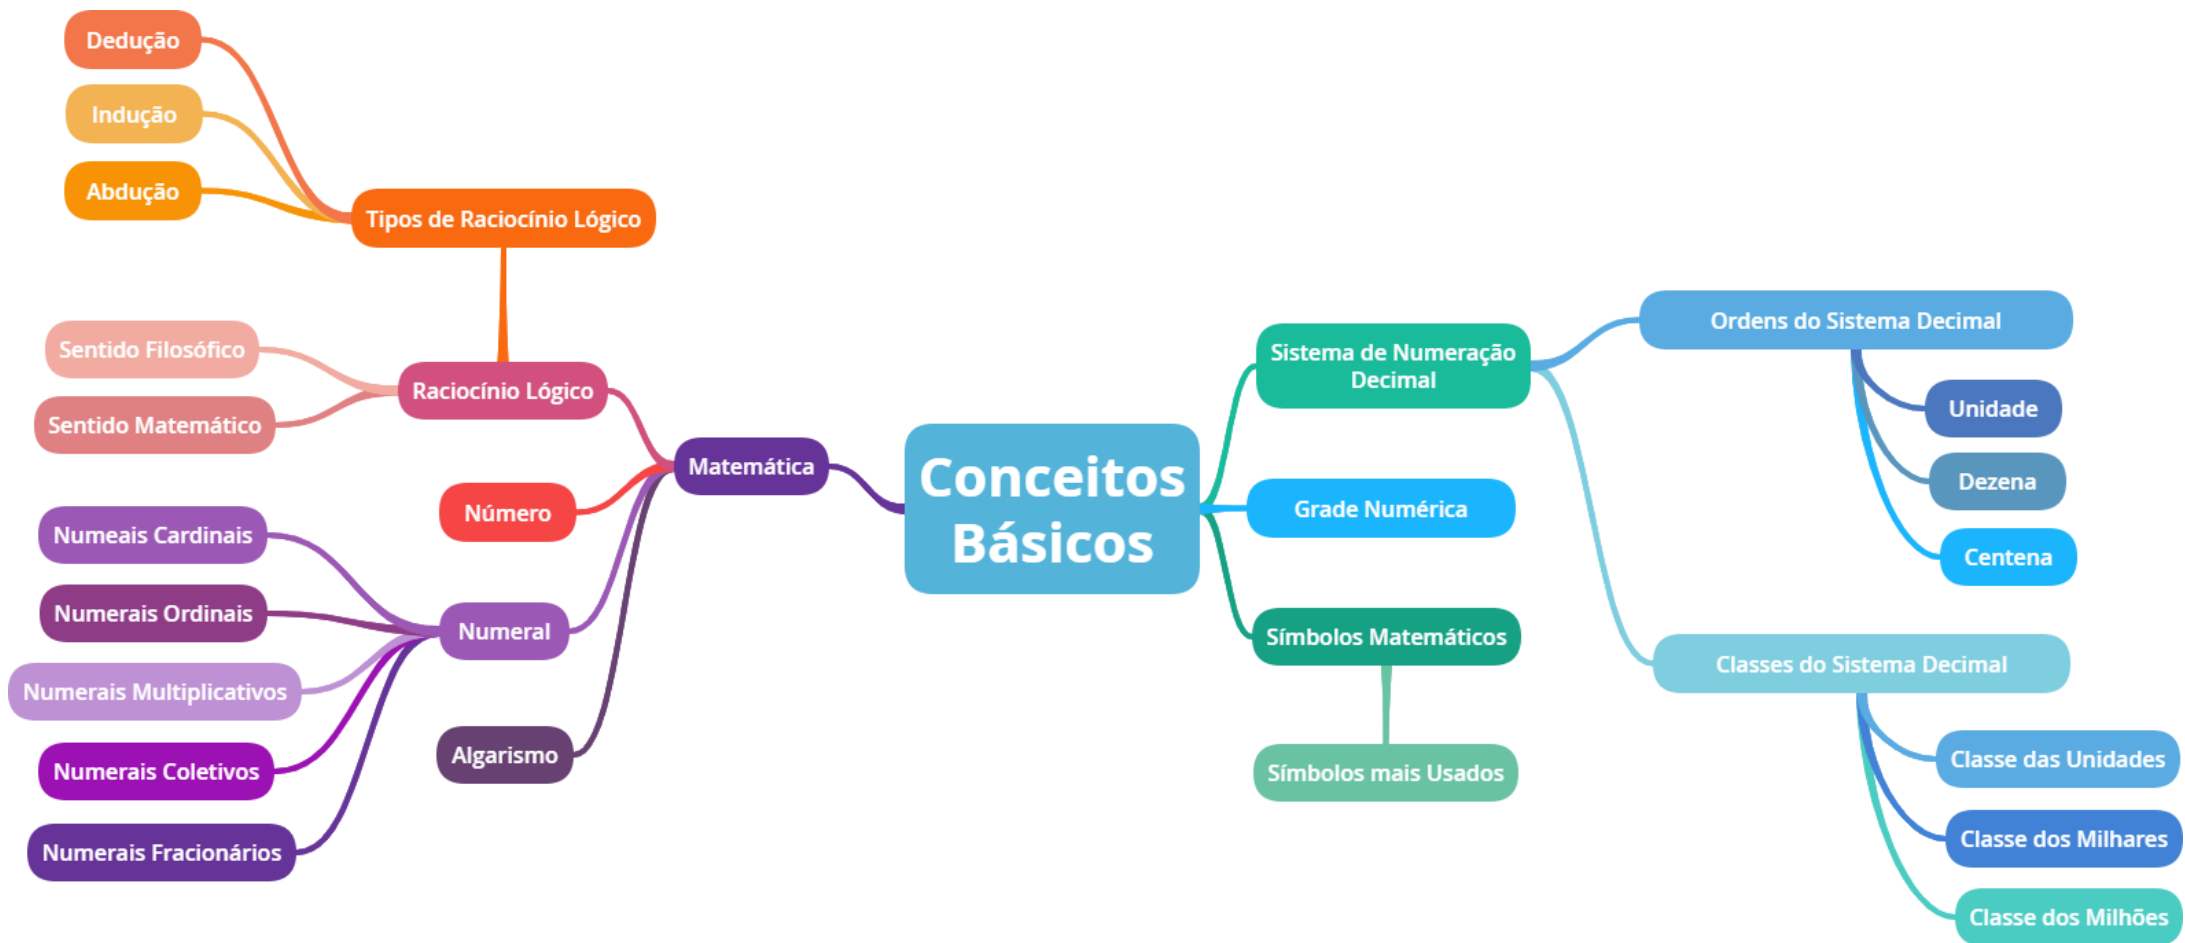 Dedução
Indução
Abdução
Tipos de Raciocínio Lógico
Sentido Filosófico
Sentido Matemático
Raciocínio Lógico
Número
Numeais Cardinais
Numerais Ordinais
Numerais Multiplicativos
Numerais Coletivos
Numerais Fracionários
Numeral
Algarismo
Matemática
Conceitos
Básicos
Sistema de Numeração
Decimal
Grade Numérica
Símbolos Matemáticos
Símbolos mais Usados
Ordens do Sistema Decimal
Unidade
Dezena
Centena
Classes do Sistema Decimal
Classe das Unidades
Classe dos Milhares
Classe dos Milhões